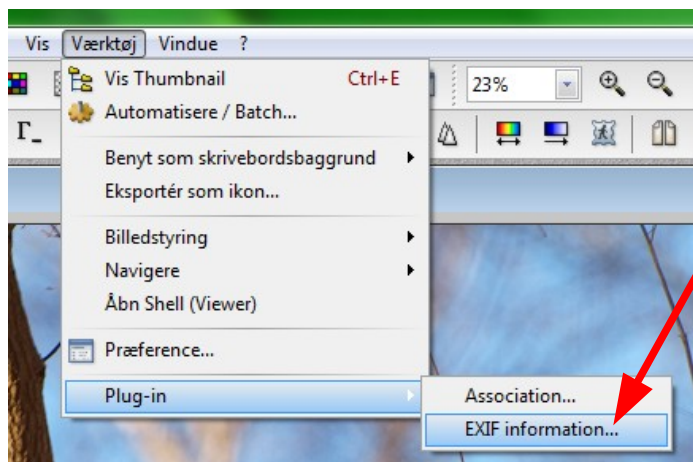 Vis Værktøj Vindue ?
Vis Thumbnail Ctrl+E
23%
Automatisere / Batch...
Γ_
Benyt som skrivebordsbaggrund
Eksportér som ikon...
Billedstyring
Navigere
Åbn Shell (Viewer)
Præference...
Plug-in
Association...
EXIF information...